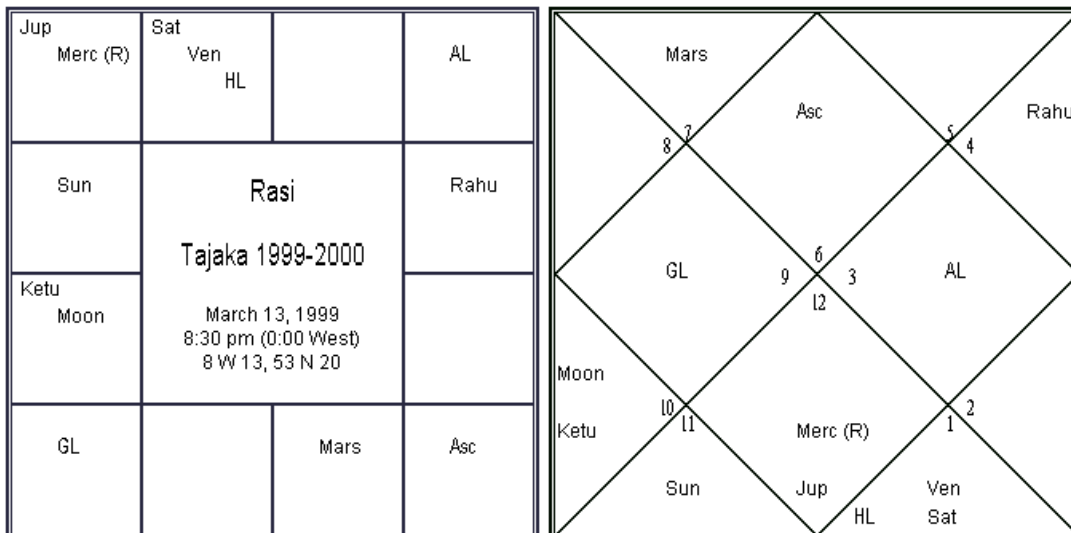 Jup
Merc (R)
Sat
Ven
HL
AL
Sun
Rasi
Tajaka 1999-2000
March 13, 1999
8:30 pm (0:00 West)
8 W 13, 53 N 20
Rahu
Ketu
Moon
GL
Mars
Asc
Mars
Asc
Rahu
7
8
5
4
GL
6
9
3
12
AL
Moon
Ketu
10
11
2
1
Merc (R)
Sun
Jup
Ven
HL
Sat